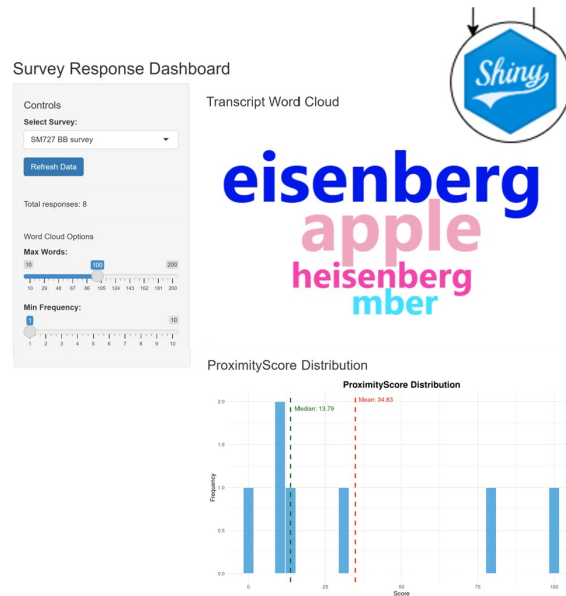 Shiny
Survey Response Dashboard
Controls
Select Survey:
SM727 BB survey
Refresh Data
Total responses: 8
Word Cloud Options
Max Words:
10 100 200
10 29 48 67 86 105 124 143 162 181 200
Min Frequency:
1 10
1 2 3 4 5 6 7 8 9 10
Transcript Word Cloud
eisenberg
apple
heisenberg
mber
ProximityScore Distribution
ProximityScore Distribution
Median: 13.79
Mean: 34.83
Frequency
2.0
1.5
1.0
0.5
0.0
0 25 50 75 100
Score